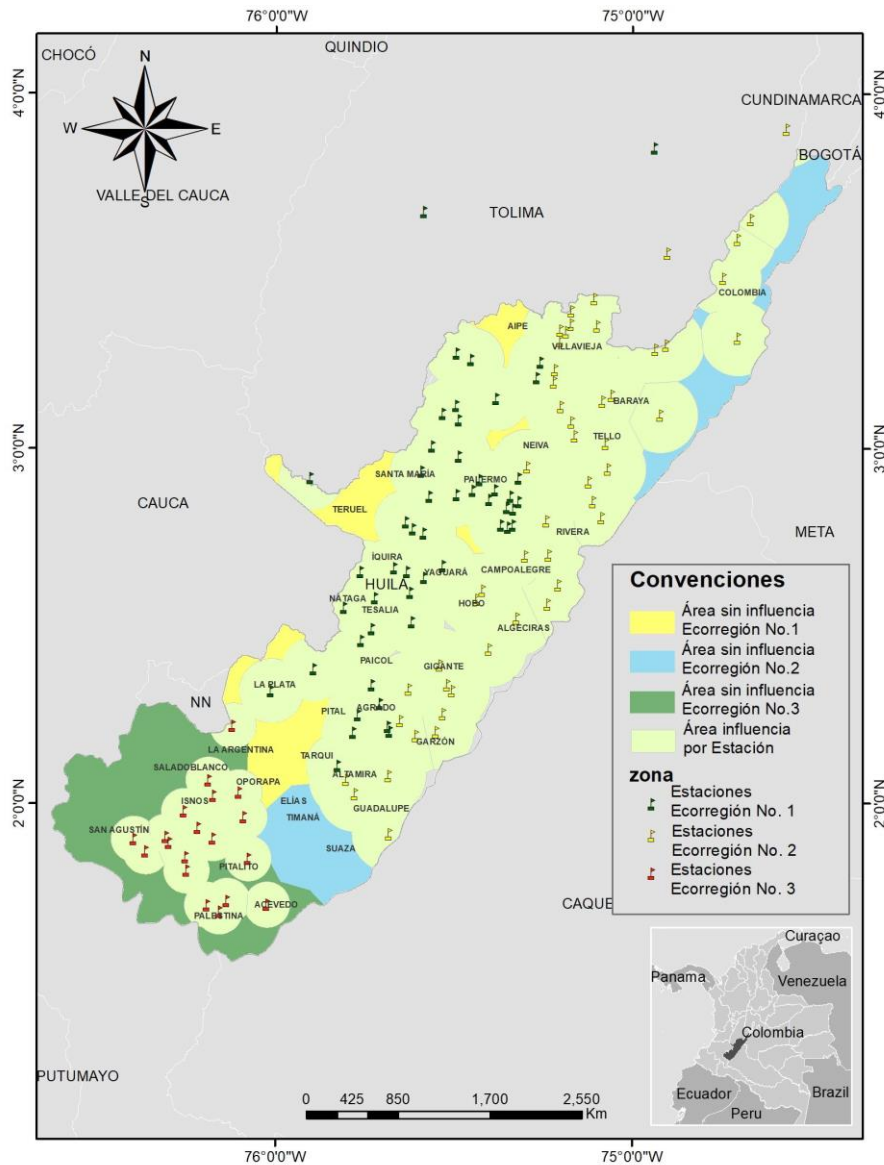 76°0'0"W
75°0'0"W
CHOCÓ
QUINDIO
N
4°0'0"N
4°0'0"N
CUNDINAMARCA
W
E
BOGOTÁ
VALLE DEL CAUCA
S
TOLIMA
COLOMBIA
AIPE
VILLAVIEJA
BARAYA
3°0'0"N
3°0'0"N
NEIVA
TELLO
SANTA MARÍA
PALERMO
CAUCA
TERUEL
META
RIVERA
ÍQUIRA
YAGUARÁ
CAMPOALEGRE
HUILA
NÁTAGA
TESALIA
HOBO
ALGECIRAS
PAICOL
GIGANTE
LA PLATA
NN
PITAL
AGRADO
LA ARGENTINA
TARQUI
GARZÓN
SALADOBLANCO
OPORAPA
ALTAMIRA
2°0'0"N
2°0'0"N
ISNOS
ELÍAS
GUADALUPE
TIMANÁ
SAN AGUSTÍN
SUAZA
PITALITO
ACEVEDO
PALESTINA
CAQUE
PUTUMAYO
Convenciones
Área sin influencia
Ecorregión No.1
Área sin influencia
Ecorregión No.2
Área sin influencia
Ecorregión No.3
Área influencia
por Estación
zona
Estaciones
Ecorregión No. 1
Estaciones
Ecorregión No. 2
Estaciones
Ecorregión No. 3
Curaçao
Panama
Venezuela
Colombia
Ecuador
Brazil
Peru
0 425 850 1,700 2,550
Km
76°0'0"W
75°0'0"W